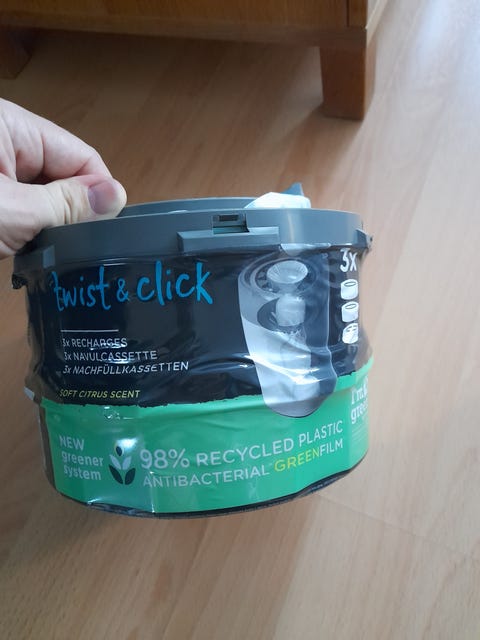 twist & click
3x
3x RECHARGES
3x NAVULCASSETTE
3x NACHFÜLLKASSETTEN
SOFT CITRUS SCENT
NEW
greener
system
98% RECYCLED PLASTIC
ANTIBACTERIAL GREENFILM
I'm
green